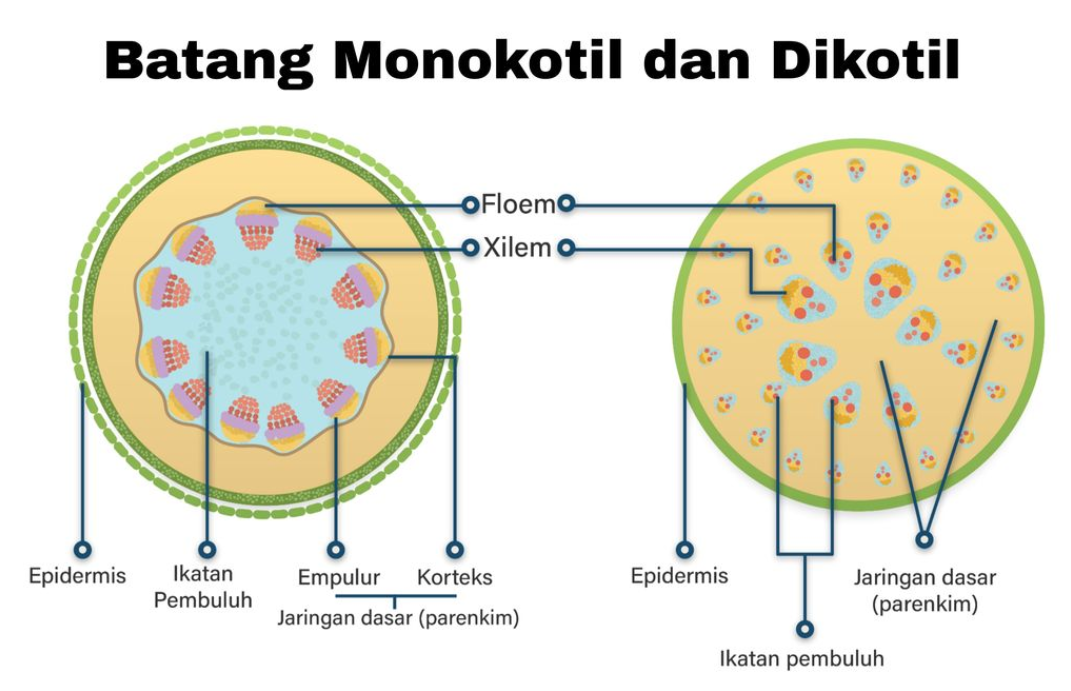 Batang Monokotil dan Dikotil
Floem
Xilem
Epidermis
Ikatan
Pembuluh
Empulur
Korteks
Jaringan dasar (parenkim)
Epidermis
Jaringan dasar
(parenkim)
Ikatan pembuluh